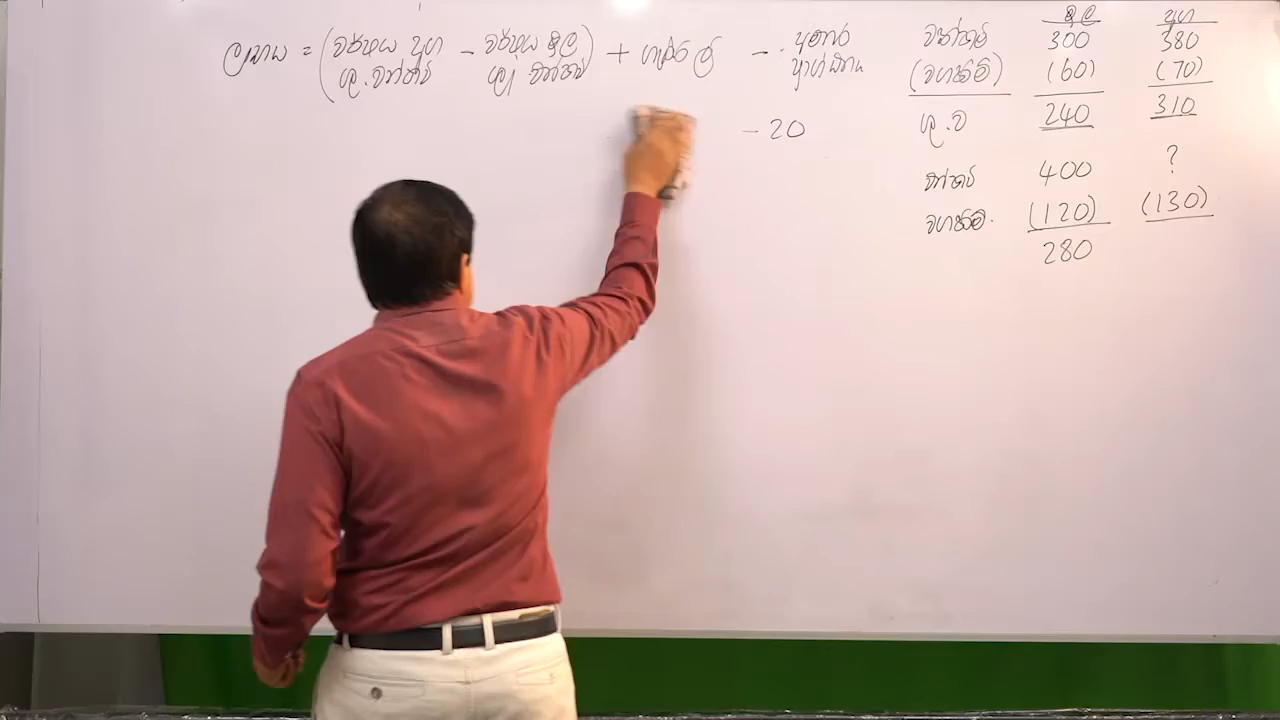 ලාභය = (වර්ෂය අග - වර්ෂය මුල) + ගැනිලි - අමතර
ශු. වත්කම් ශු. වත්කම් ප්‍රාග්ධනය
- 20
මුල අග
වත්කම් 300 380
(වගකීම්) (60) (70)
ශු.ව 240 310
වත්කම් 400 ?
වගකීම් (120) (130)
280